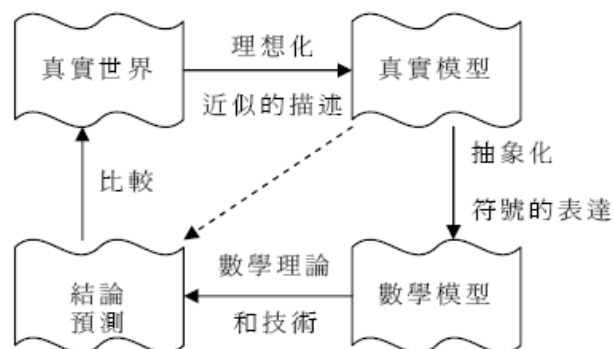 真實世界
理想化
近似的描述
真實模型
抽象化
符號的表達
比較
結論
預測
數學理論
和技術
數學模型